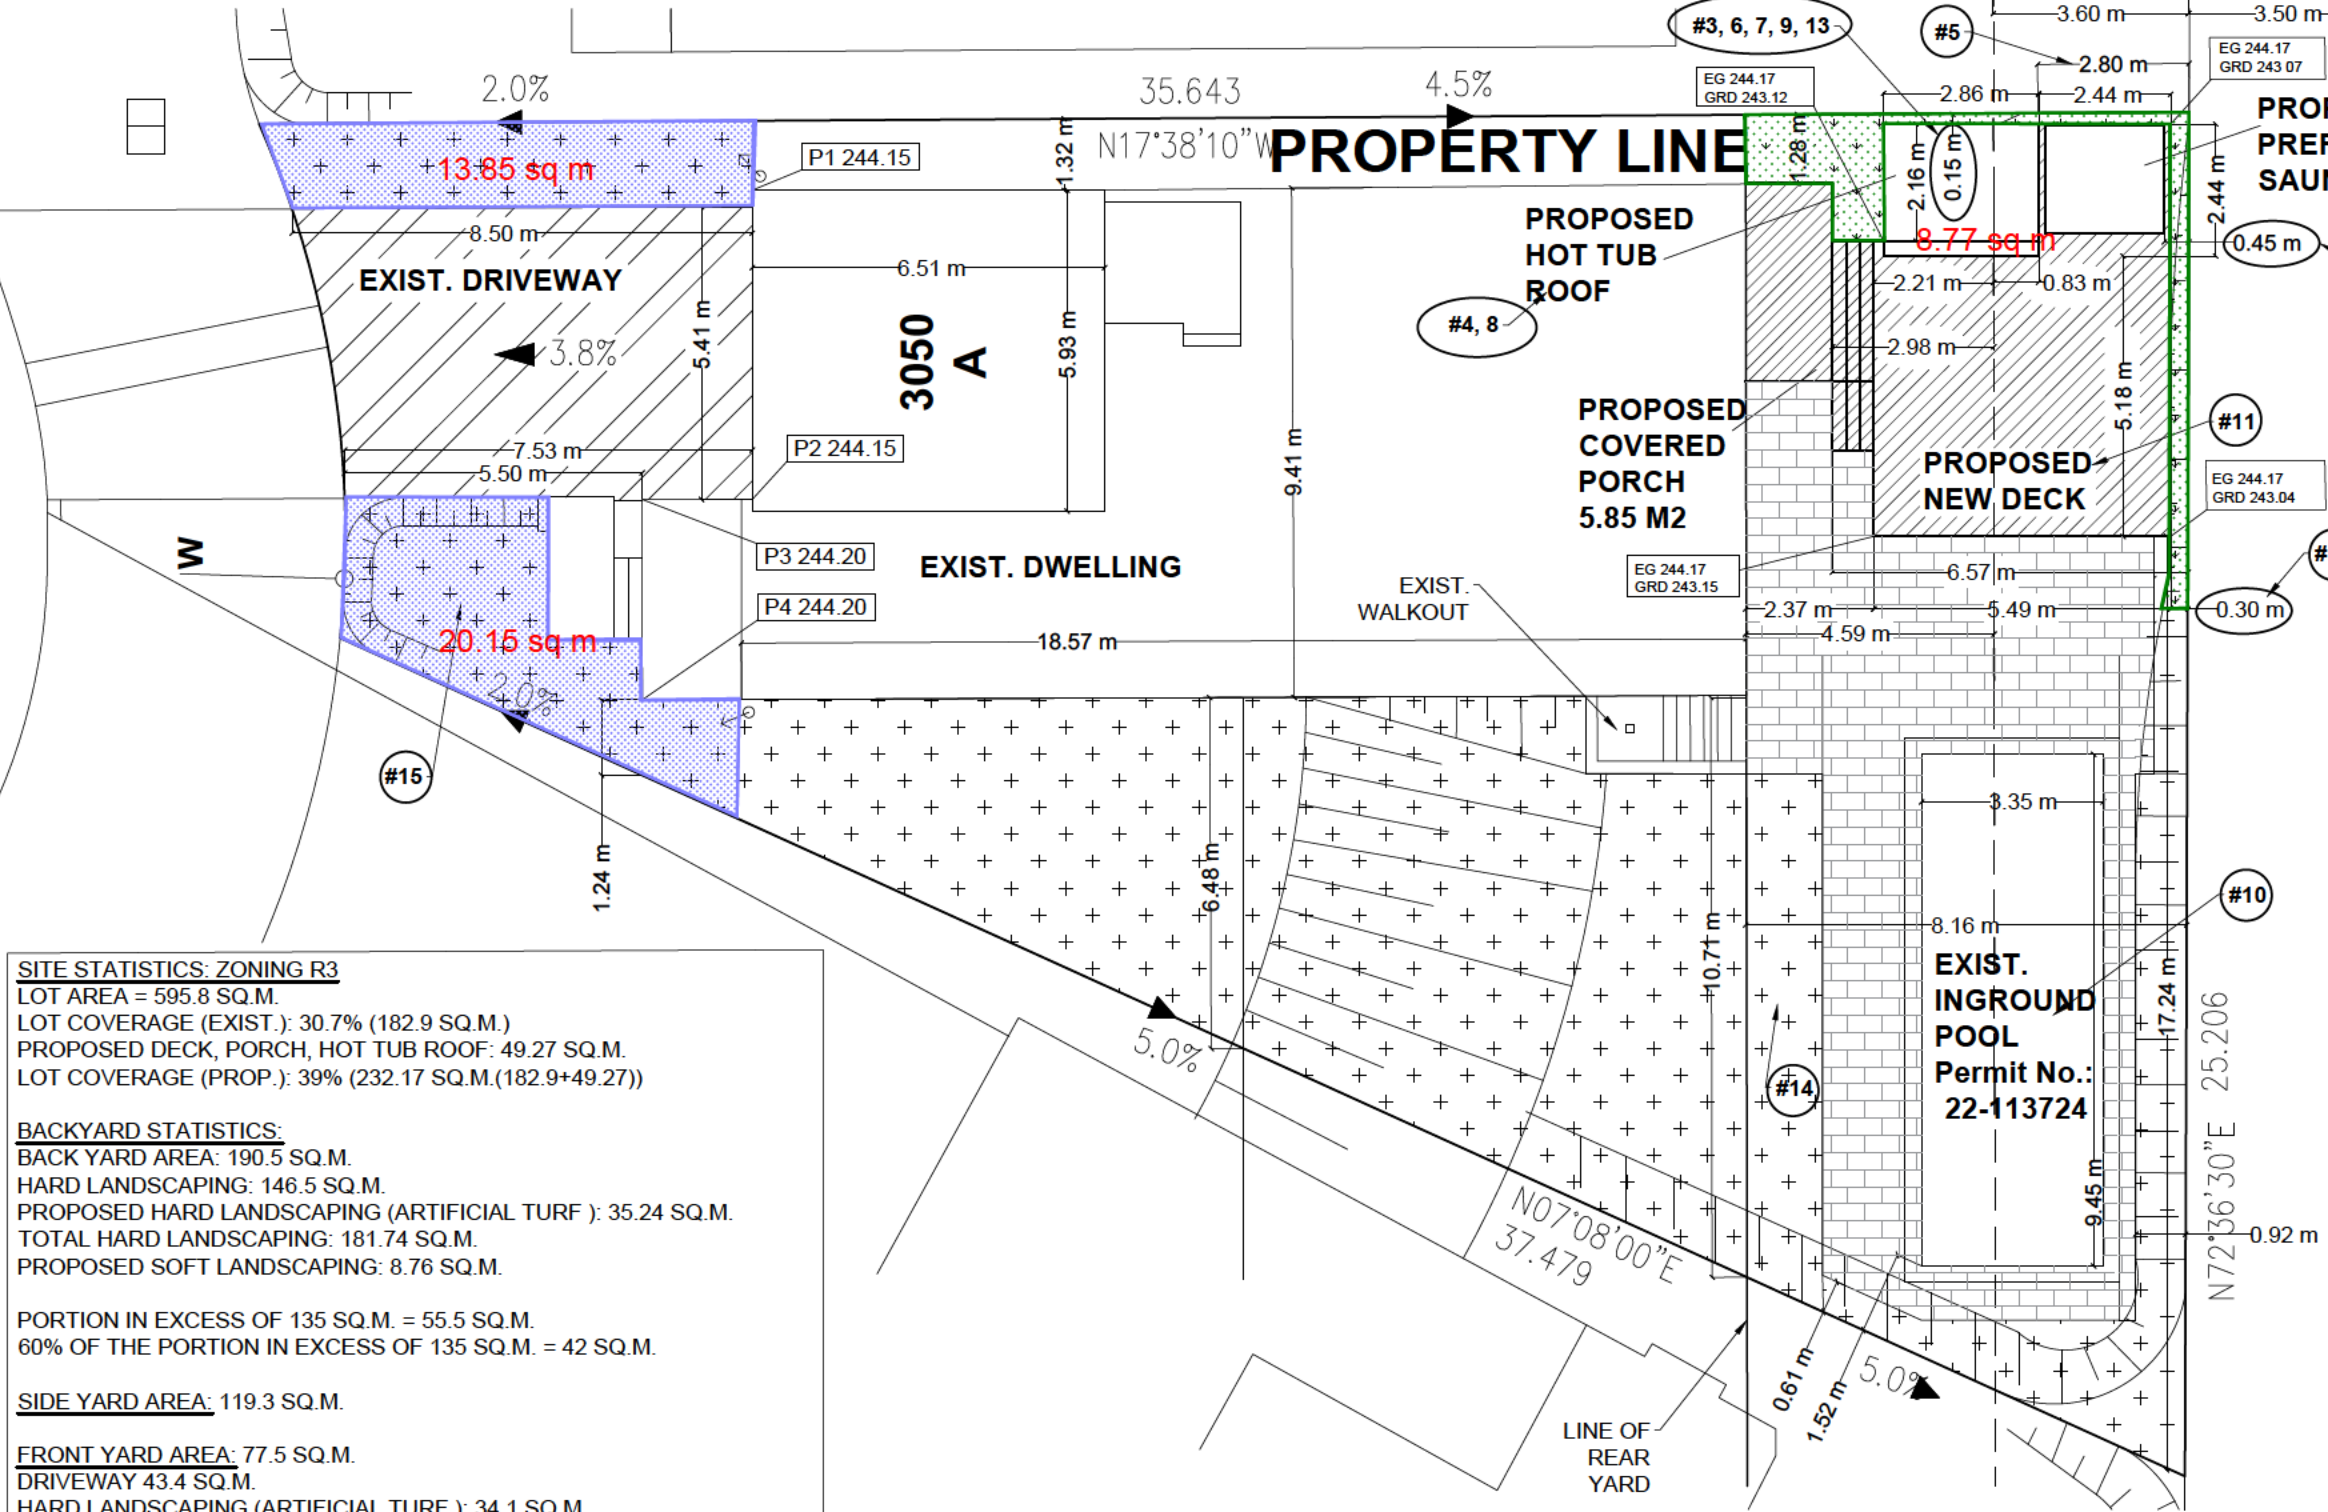 #3, 6, 7, 9, 13
#5
3.60 m
3.50 m
EG 244.17
GRD 243 07
2.80 m
2.0%
35.643
4.5%
EG 244.17
GRD 243.12
2.86 m
2.44 m
13.85 sq m
P1 244.15
1.32 m
N17°38'10"W
PROPERTY LINE
1.28 m
2.16 m
0.15 m
2.44 m
8.50 m
EXIST. DRIVEWAY
3.8%
5.41 m
6.51 m
3050
A
5.93 m
PROPOSED
HOT TUB
ROOF
#4, 8
8.77 sq m
0.45 m
2.21 m
0.83 m
2.98 m
5.18 m
#11
7.53 m
5.50 m
P2 244.15
9.41 m
PROPOSED
COVERED
PORCH
5.85 M2
PROPOSED
NEW DECK
EG 244.17
GRD 243.04
W
P3 244.20
P4 244.20
EXIST. DWELLING
EXIST.
WALKOUT
EG 244.17
GRD 243.15
6.57 m
2.37 m
5.49 m
0.30 m
4.59 m
20.15 sq m
2.0%
18.57 m
#15
1.24 m
6.48 m
10.71 m
3.35 m
8.16 m
#10
EXIST.
INGROUND
POOL
Permit No.:
22-113724
17.24 m
9.45 m
N72°36'30"E 25.206
0.92 m
#14
5.0%
N07°08'00"E
37.479
0.61 m
1.52 m
5.0%
LINE OF
REAR
YARD
SITE STATISTICS: ZONING R3
LOT AREA = 595.8 SQ.M.
LOT COVERAGE (EXIST.): 30.7% (182.9 SQ.M.)
PROPOSED DECK, PORCH, HOT TUB ROOF: 49.27 SQ.M.
LOT COVERAGE (PROP.): 39% (232.17 SQ.M.(182.9+49.27))
BACKYARD STATISTICS:
BACK YARD AREA: 190.5 SQ.M.
HARD LANDSCAPING: 146.5 SQ.M.
PROPOSED HARD LANDSCAPING (ARTIFICIAL TURF ): 35.24 SQ.M.
TOTAL HARD LANDSCAPING: 181.74 SQ.M.
PROPOSED SOFT LANDSCAPING: 8.76 SQ.M.
PORTION IN EXCESS OF 135 SQ.M. = 55.5 SQ.M.
60% OF THE PORTION IN EXCESS OF 135 SQ.M. = 42 SQ.M.
SIDE YARD AREA: 119.3 SQ.M.
FRONT YARD AREA: 77.5 SQ.M.
DRIVEWAY 43.4 SQ.M.
HARD LANDSCAPING (ARTIFICIAL TURF ): 34.1 SQ.M.